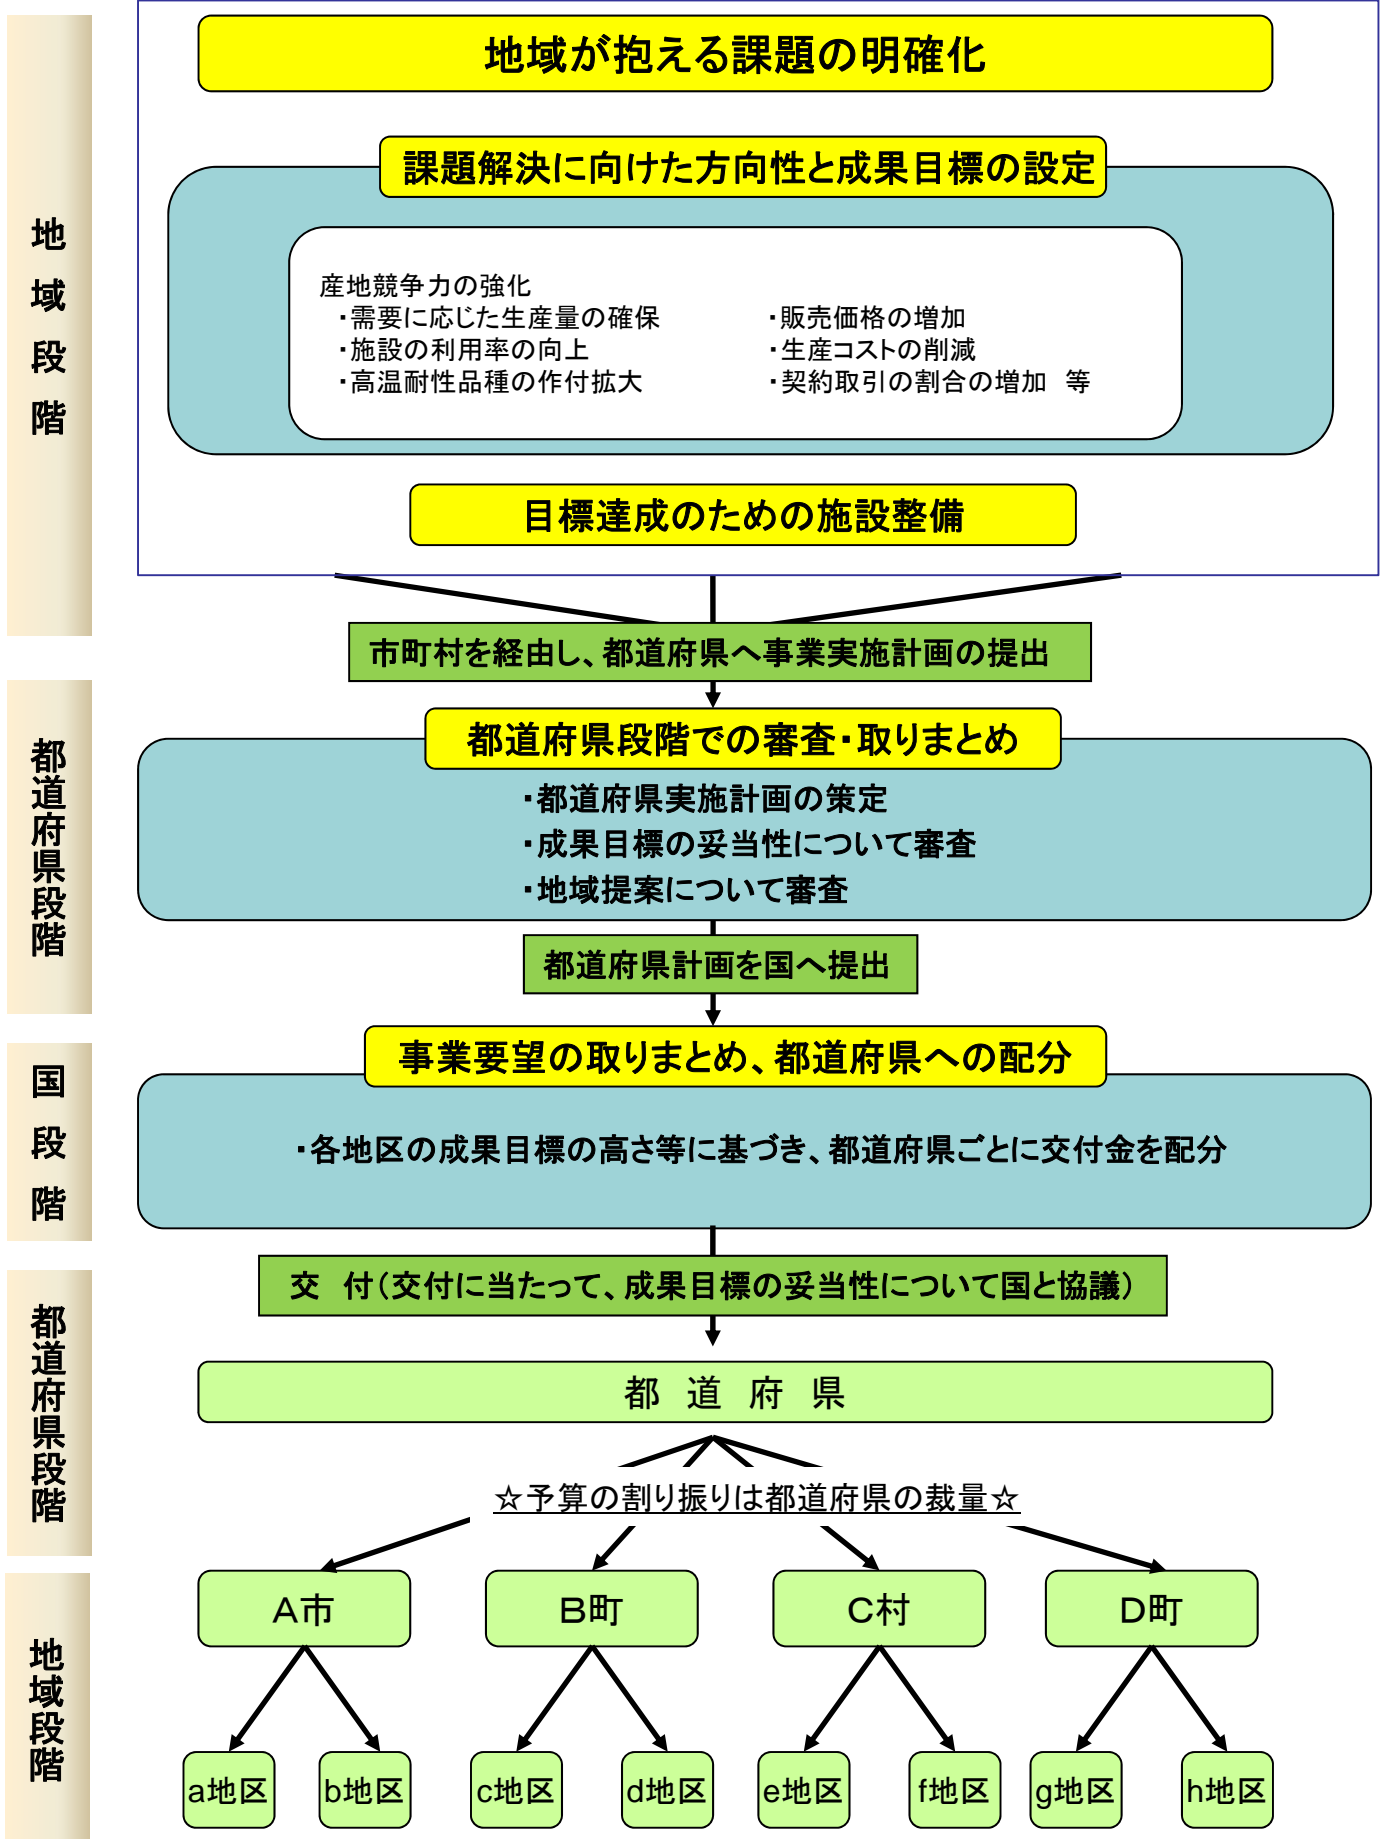 地域段階
地域が抱える課題の明確化
課題解決に向けた方向性と成果目標の設定
産地競争力の強化
・需要に応じた生産量の確保　・販売価格の増加
・施設の利用率の向上　・生産コストの削減
・高温耐性品種の作付拡大　・契約取引の割合の増加　等
目標達成のための施設整備
市町村を経由し、都道府県へ事業実施計画の提出
都道府県段階
都道府県段階での審査・取りまとめ
・都道府県実施計画の策定
・成果目標の妥当性について審査
・地域提案について審査
都道府県計画を国へ提出
国段階
事業要望の取りまとめ、都道府県への配分
・各地区の成果目標の高さ等に基づき、都道府県ごとに交付金を配分
交　付（交付に当たって、成果目標の妥当性について国と協議）
都道府県段階
都　道　府　県
☆予算の割り振りは都道府県の裁量☆
地域段階
A市　B町　C村　D町
a地区　b地区　c地区　d地区　e地区　f地区　g地区　h地区